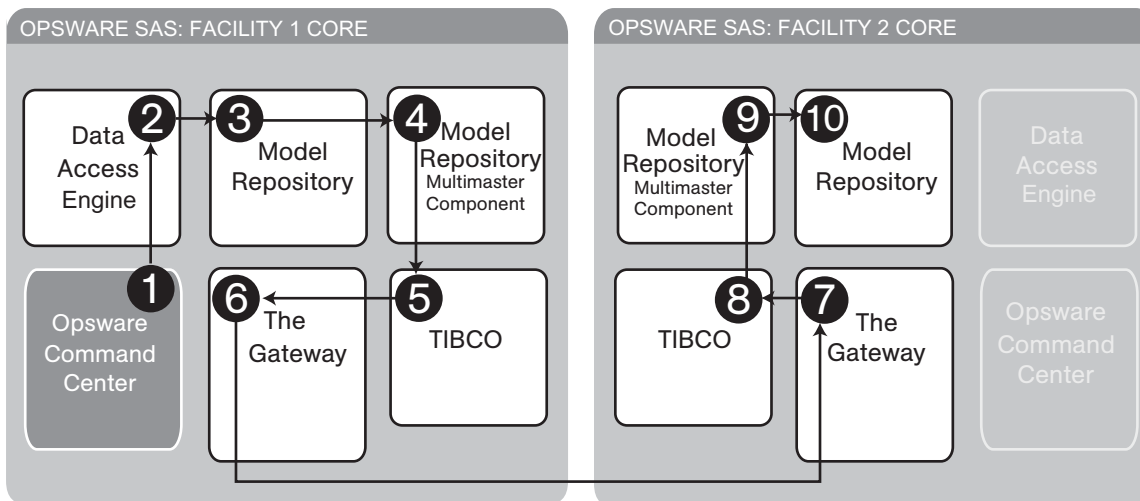 OPSWARE SAS: FACILITY 1 CORE
2
Data
Access
Engine
3
Model
Repository
4
Model
Repository
Multimaster
Component
1
Opsware
Command
Center
6
The
Gateway
5
TIBCO
OPSWARE SAS: FACILITY 2 CORE
9
Model
Repository
Multimaster
Component
10
Model
Repository
Data
Access
Engine
8
TIBCO
7
The
Gateway
Opsware
Command
Center